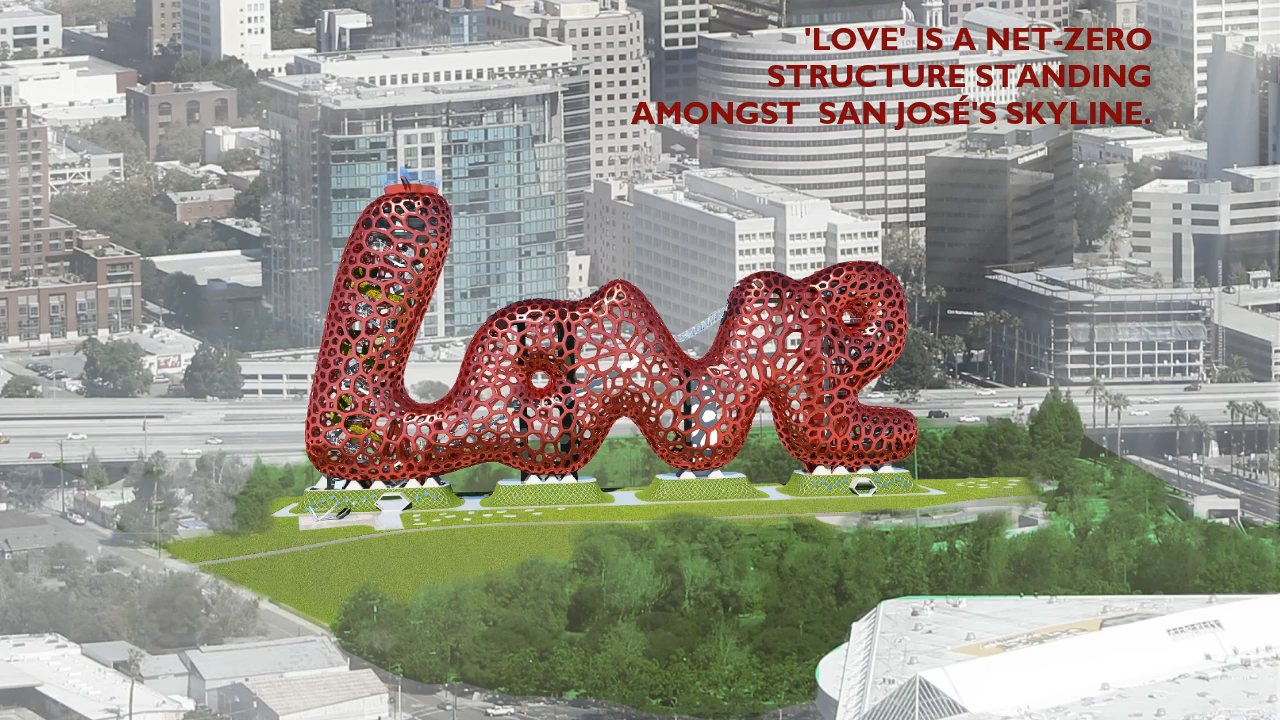 'LOVE' IS A NET-ZERO
STRUCTURE STANDING
AMONGST SAN JOSÉ'S SKYLINE.
Love